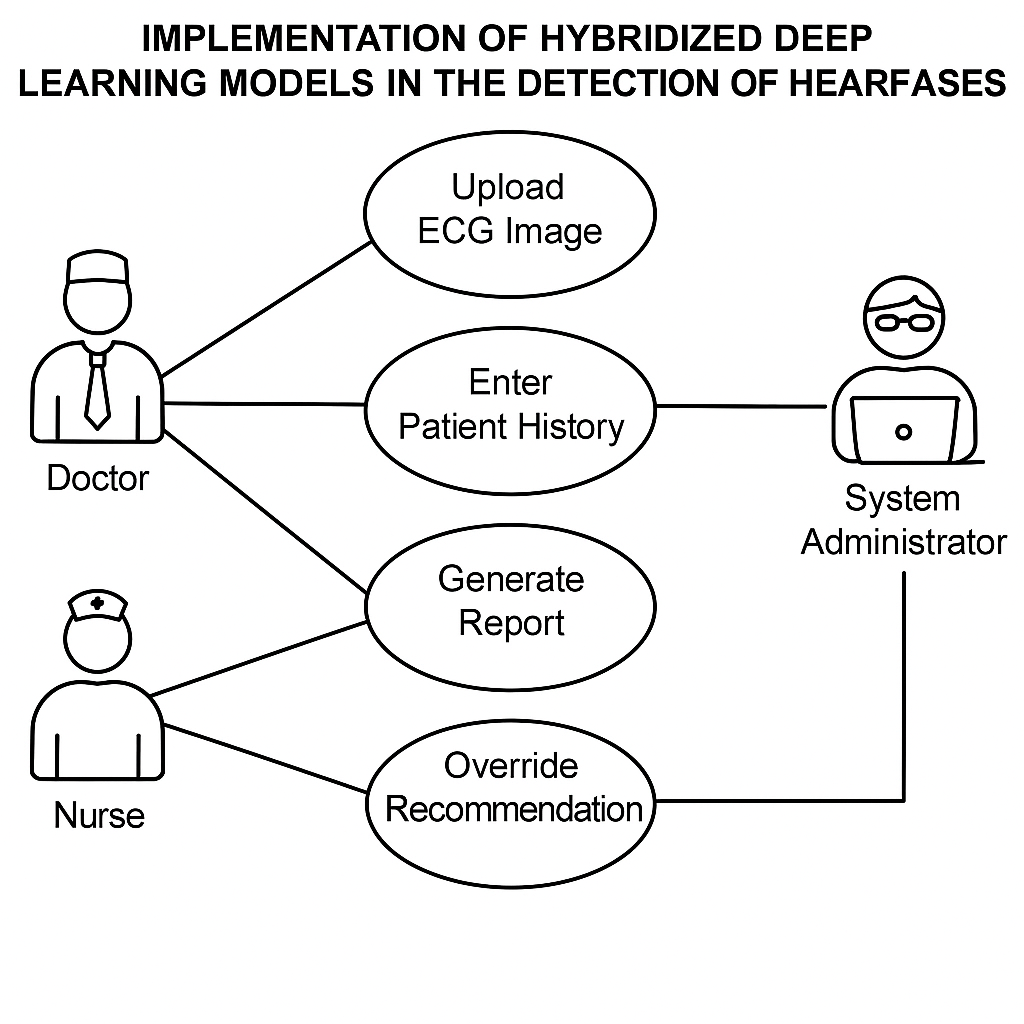 IMPLEMENTATION OF HYBRIDIZED DEEP
LEARNING MODELS IN THE DETECTION OF HEARFASES
Upload
ECG Image
Enter
Patient History
Doctor
System
Administrator
Generate
Report
Override
Recommendation
Nurse